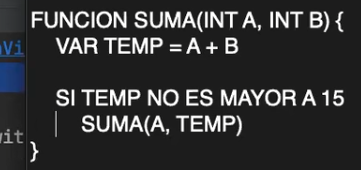 FUNCION SUMA(INT A, INT B) {
VAR TEMP = A + B
SI TEMP NO ES MAYOR A 15
SUMA(A, TEMP)
}